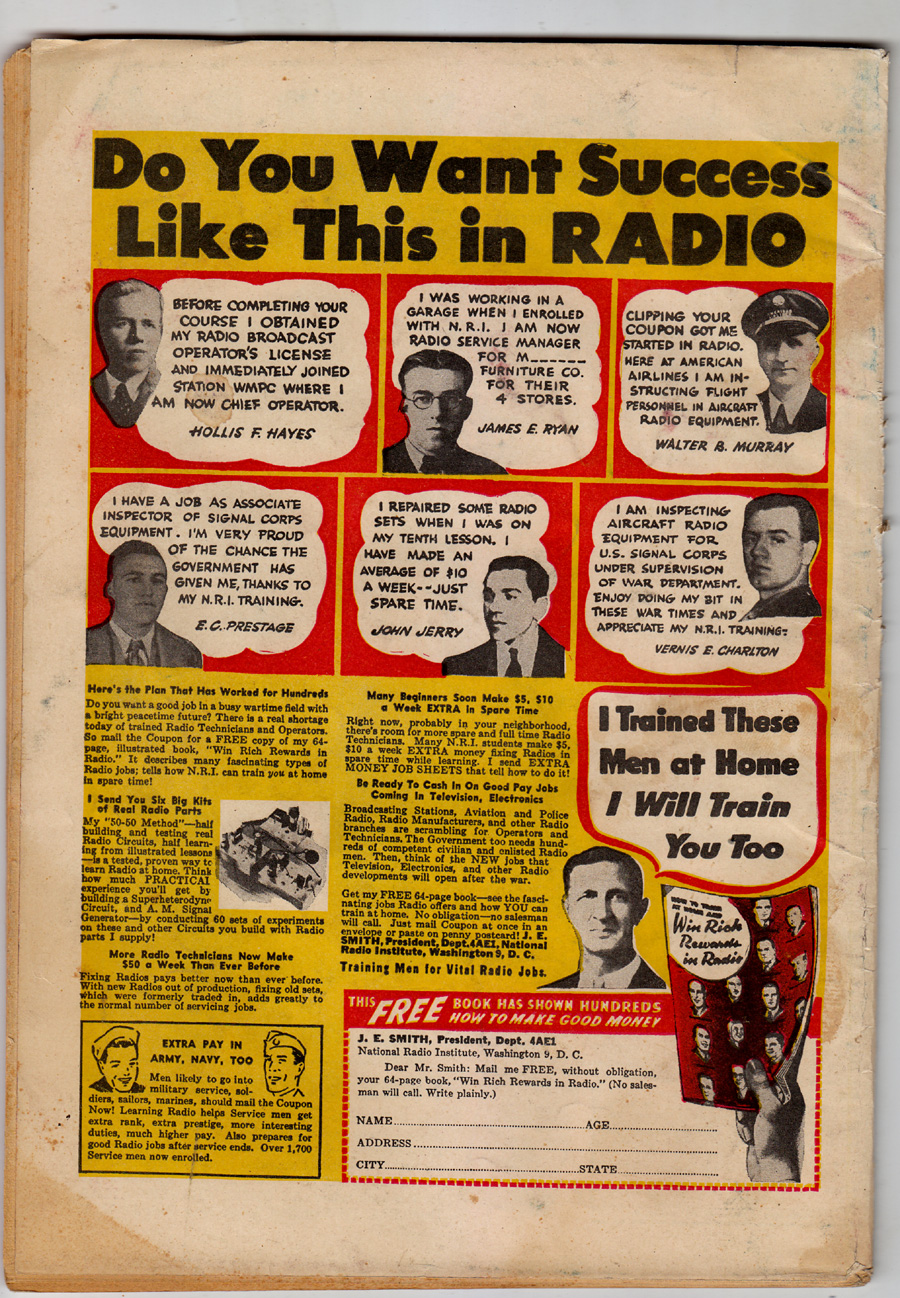 Do You Want Success
Like This in RADIO
BEFORE COMPLETING YOUR
COURSE I OBTAINED
MY RADIO BROADCAST
OPERATOR'S LICENSE
AND IMMEDIATELY JOINED
STATION WMPC WHERE I
AM NOW CHIEF OPERATOR.
HOLLIS F. HAYES
I WAS WORKING IN A
GARAGE WHEN I ENROLLED
WITH N.R.I. I AM NOW
RADIO SERVICE MANAGER
FOR M_______
FURNITURE CO.
FOR THEIR
4 STORES.
JAMES E. RYAN
CLIPPING YOUR
COUPON GOT ME
STARTED IN RADIO.
HERE AT AMERICAN
AIRLINES I AM IN-
STRUCTING FLIGHT
PERSONNEL IN AIRCRAFT
RADIO EQUIPMENT.
WALTER B. MURRAY
I HAVE A JOB AS ASSOCIATE
INSPECTOR OF SIGNAL CORPS
EQUIPMENT. I'M VERY PROUD
OF THE CHANCE THE
GOVERNMENT HAS
GIVEN ME, THANKS TO
MY N.R.I. TRAINING.
E.C. PRESTAGE
I REPAIRED SOME RADIO
SETS WHEN I WAS ON
MY TENTH LESSON. I
HAVE MADE AN
AVERAGE OF $10
A WEEK--JUST
SPARE TIME.
JOHN JERRY
I AM INSPECTING
AIRCRAFT RADIO
EQUIPMENT FOR
U.S. SIGNAL CORPS
UNDER SUPERVISION
OF WAR DEPARTMENT.
ENJOY DOING MY BIT IN
THESE WAR TIMES AND
APPRECIATE MY N.R.I. TRAINING.
VERNIS E. CHARLTON
Here's the Plan That Has Worked for Hundreds
Do you want a good job in a busy wartime field with
a bright peacetime future? There is a real shortage
today of trained Radio Technicians and Operators.
So mail the Coupon for a FREE copy of my 64-
page, illustrated book, "Win Rich Rewards in
Radio." It describes many fascinating types of
Radio jobs; tells how N.R.I. can train you at home
in spare time!
I Send You Six Big Kits
of Real Radio Parts
My "50-50 Method"—half
building and testing real
Radio Circuits, half learn-
ing from illustrated lessons
—is a tested, proven way to
learn Radio at home. Think
how much PRACTICAL
experience you'll get by
building a Superheterodyne
Circuit, and A. M. Signal
Generator—by conducting 60 sets of experiments
on these and other Circuits you build with Radio
parts I supply!
More Radio Technicians Now Make
$50 a Week Than Ever Before
Fixing Radios pays better now than ever before.
With new Radios out of production, fixing old sets,
which were formerly traded in, adds greatly to
the normal number of servicing jobs.
EXTRA PAY IN
ARMY, NAVY, TOO
Men likely to go into
military service, sol-
diers, sailors, marines, should mail the Coupon
Now! Learning Radio helps Service men get
extra rank, extra prestige, more interesting
duties, much higher pay. Also prepares for
good Radio jobs after service ends. Over 1,700
Service men now enrolled.
Many Beginners Soon Make $5, $10
a Week EXTRA in Spare Time
Right now, probably in your neighborhood,
there's room for more spare and full time Radio
Technicians. Many N.R.I. students make $5,
$10 a week EXTRA money fixing Radios in
spare time while learning. I send EXTRA
MONEY JOB SHEETS that tell how to do it!
Be Ready To Cash In On Good Pay Jobs
Coming In Television, Electronics
Broadcasting Stations, Aviation and Police
Radio, Radio Manufacturers, and other Radio
branches are scrambling for Operators and
Technicians. The Government too needs hund-
reds of competent civilian and enlisted Radio
men. Then, think of the NEW jobs that
Television, Electronics, and other Radio
developments will open after the war.
Get my FREE 64-page book—see the fasci-
nating jobs Radio offers and how YOU can
train at home. No obligation—no salesman
will call. Just mail Coupon at once in an
envelope or paste on penny postcard! J. E.
SMITH, President, Dept. 4AE1, National
Radio Institute, Washington 9, D. C.
Training Men for Vital Radio Jobs.
I Trained These
Men at Home
I Will Train
You Too
HOW TO TRAIN
AT HOME AND
Win Rich
Rewards
in Radio
THIS FREE BOOK HAS SHOWN HUNDREDS
HOW TO MAKE GOOD MONEY
J. E. SMITH, President, Dept. 4AE1
National Radio Institute, Washington 9, D. C.
Dear Mr. Smith: Mail me FREE, without obligation,
your 64-page book, "Win Rich Rewards in Radio." (No sales-
man will call. Write plainly.)
NAME AGE
ADDRESS
CITY STATE